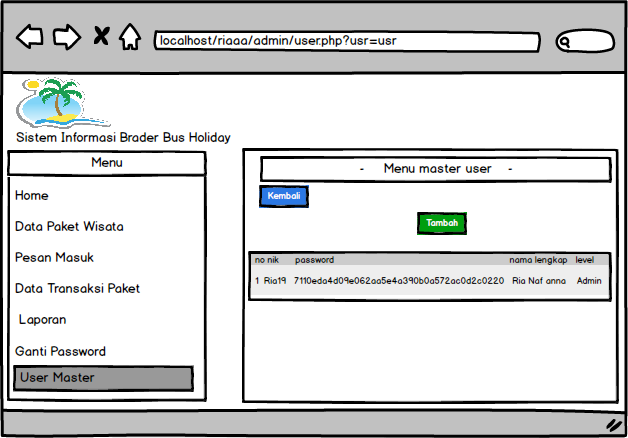 localhost/riaaa/admin/user.php?usr=usr
Sistem Informasi Brader Bus Holiday
Menu
Home
Data Paket Wisata
Pesan Masuk
Data Transaksi Paket
Laporan
Ganti Password
User Master
- Menu master user -
Kembali
Tambah
no nik password nama lengkap level
1 Ria19 7110eda4d09e062aa5e4a390b0a572ac0d2c0220 Ria Naf anna Admin